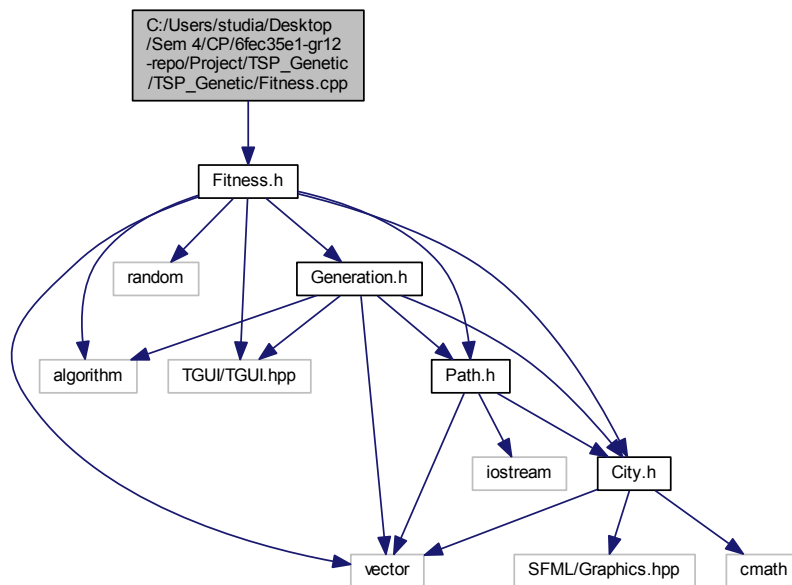 C:/Users/studia/Desktop
/Sem 4/CP/6fec35e1-gr12
-repo/Project/TSP_Genetic
/TSP_Genetic/Fitness.cpp
Fitness.h
random
Generation.h
algorithm
TGUI/TGUI.hpp
Path.h
iostream
City.h
vector
SFML/Graphics.hpp
cmath